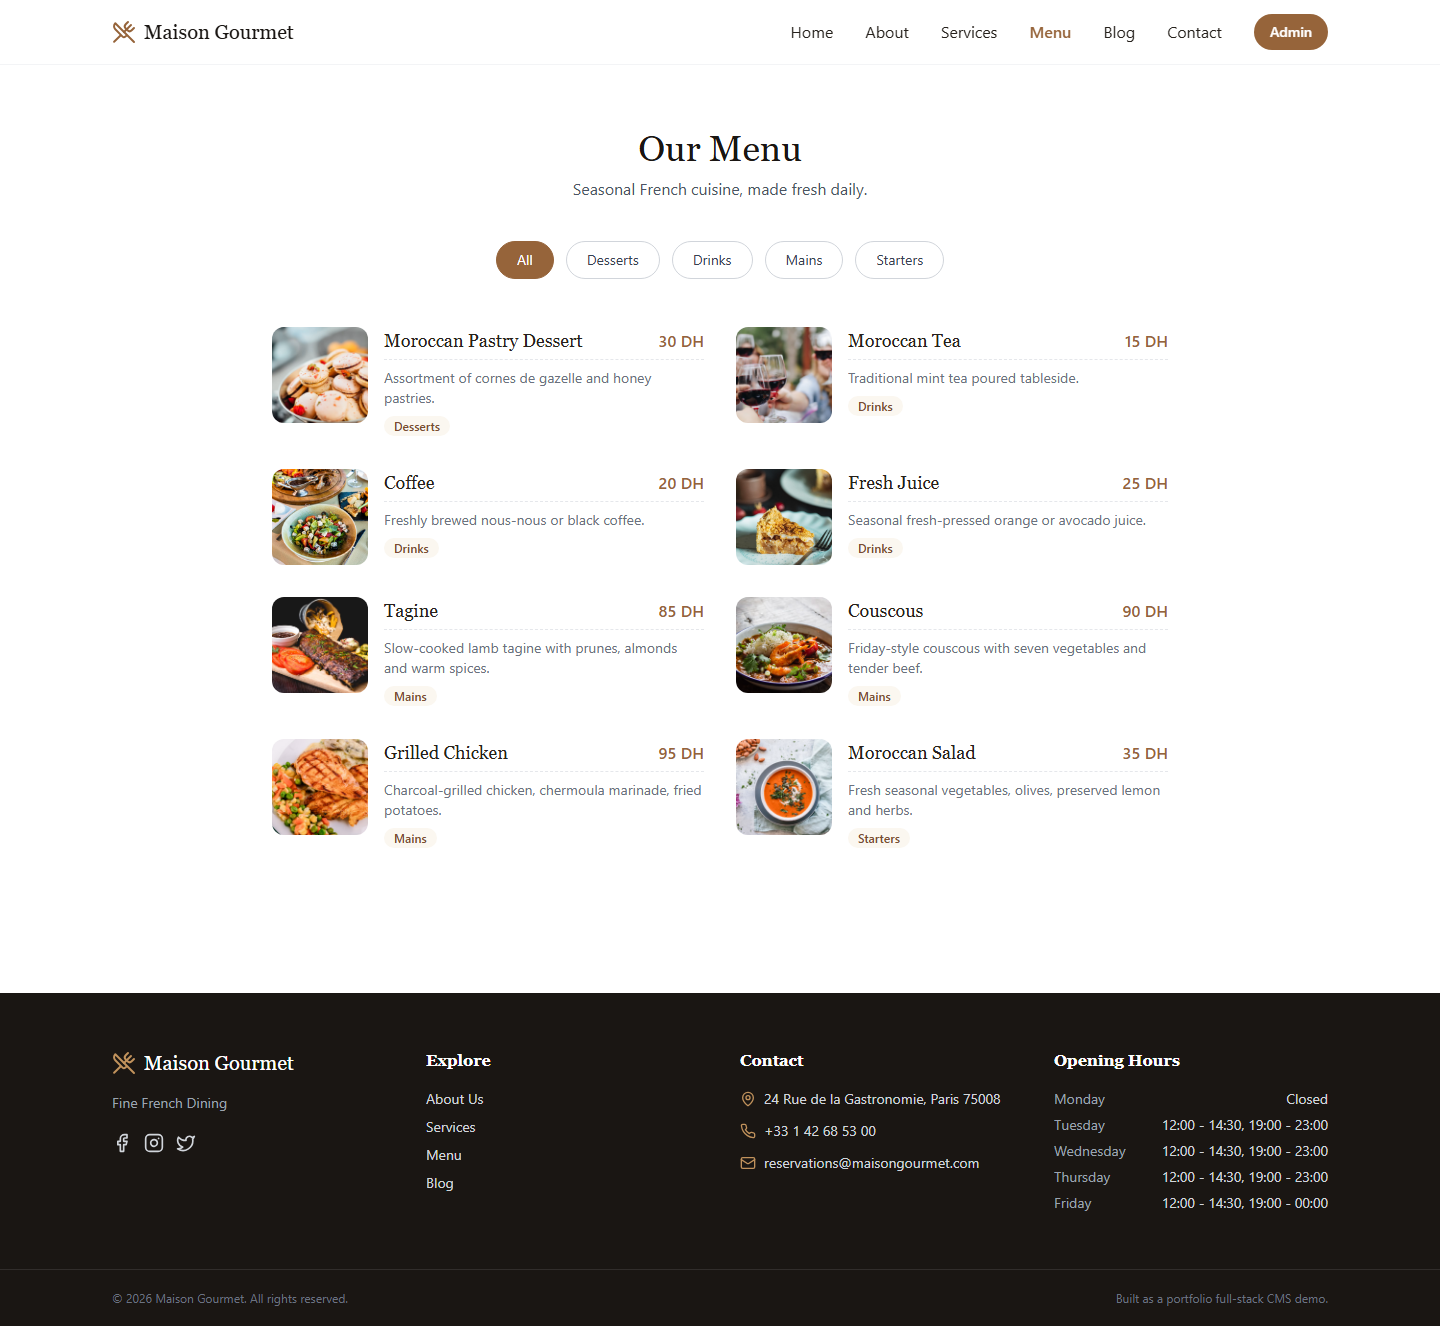 Maison Gourmet
Home About Services Menu Blog Contact Admin
Our Menu
Seasonal French cuisine, made fresh daily.
All Desserts Drinks Mains Starters
Moroccan Pastry Dessert 30 DH
Assortment of cornes de gazelle and honey
pastries.
Desserts
Moroccan Tea 15 DH
Traditional mint tea poured tableside.
Drinks
Coffee 20 DH
Freshly brewed nous-nous or black coffee.
Drinks
Fresh Juice 25 DH
Seasonal fresh-pressed orange or avocado juice.
Drinks
Tagine 85 DH
Slow-cooked lamb tagine with prunes, almonds
and warm spices.
Mains
Couscous 90 DH
Friday-style couscous with seven vegetables and
tender beef.
Mains
Grilled Chicken 95 DH
Charcoal-grilled chicken, chermoula marinade, fried
potatoes.
Mains
Moroccan Salad 35 DH
Fresh seasonal vegetables, olives, preserved lemon
and herbs.
Starters
Maison Gourmet
Fine French Dining
Explore
About Us
Services
Menu
Blog
Contact
24 Rue de la Gastronomie, Paris 75008
+33 1 42 68 53 00
reservations@maisongourmet.com
Opening Hours
Monday Closed
Tuesday 12:00 - 14:30, 19:00 - 23:00
Wednesday 12:00 - 14:30, 19:00 - 23:00
Thursday 12:00 - 14:30, 19:00 - 23:00
Friday 12:00 - 14:30, 19:00 - 00:00
© 2026 Maison Gourmet. All rights reserved.
Built as a portfolio full-stack CMS demo.